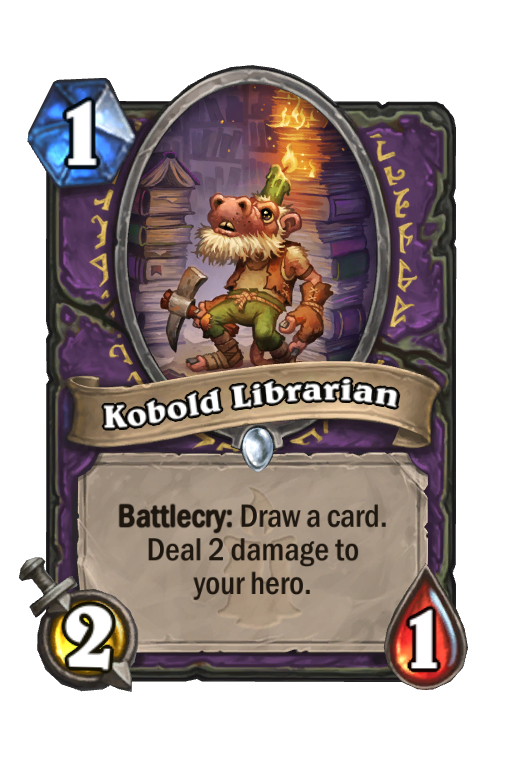 1
Kobold Librarian
Battlecry: Draw a card.
Deal 2 damage to
your hero.
2
1